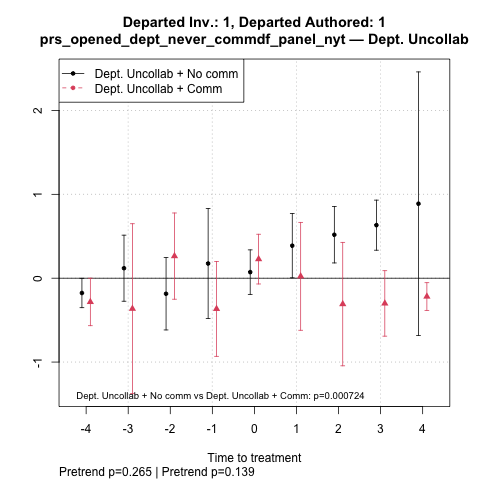 Departed Inv.: 1, Departed Authored: 1
prs_opened_dept_never_commdf_panel_nyt — Dept. Uncollab
Dept. Uncollab + No comm
Dept. Uncollab + Comm
2
1
0
-1
Dept. Uncollab + No comm vs Dept. Uncollab + Comm: p=0.000724
-4 -3 -2 -1 0 1 2 3 4
Time to treatment
Pretrend p=0.265 | Pretrend p=0.139